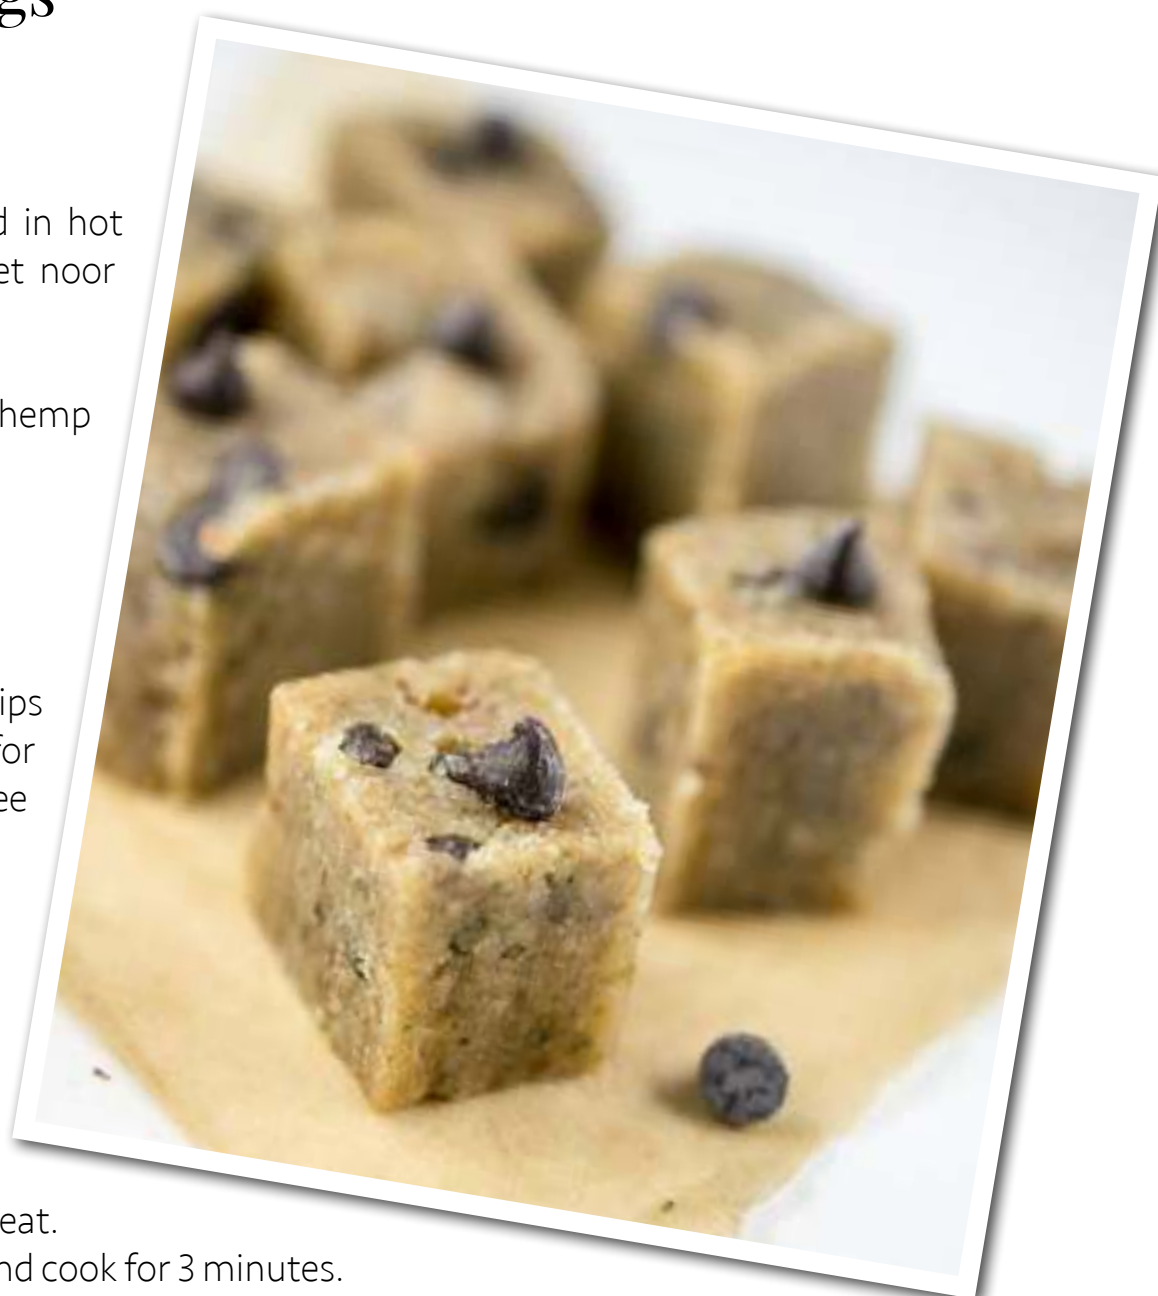 gs
d in hot
et noor
hemp
ips
for
ee
eat.
nd cook for 3 minutes.